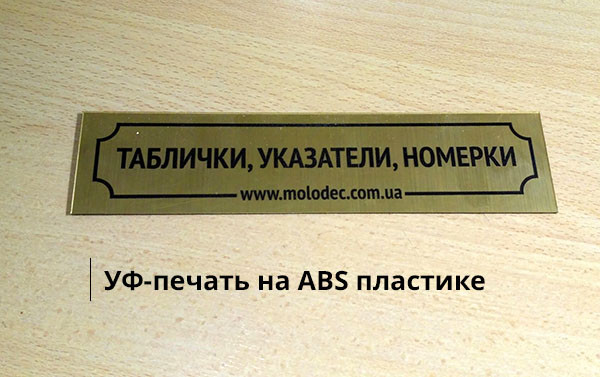 ТАБЛИЧКИ, УКАЗАТЕЛИ, НОМЕРКИ
www.molodec.com.ua
УФ-печать на ABS пластике